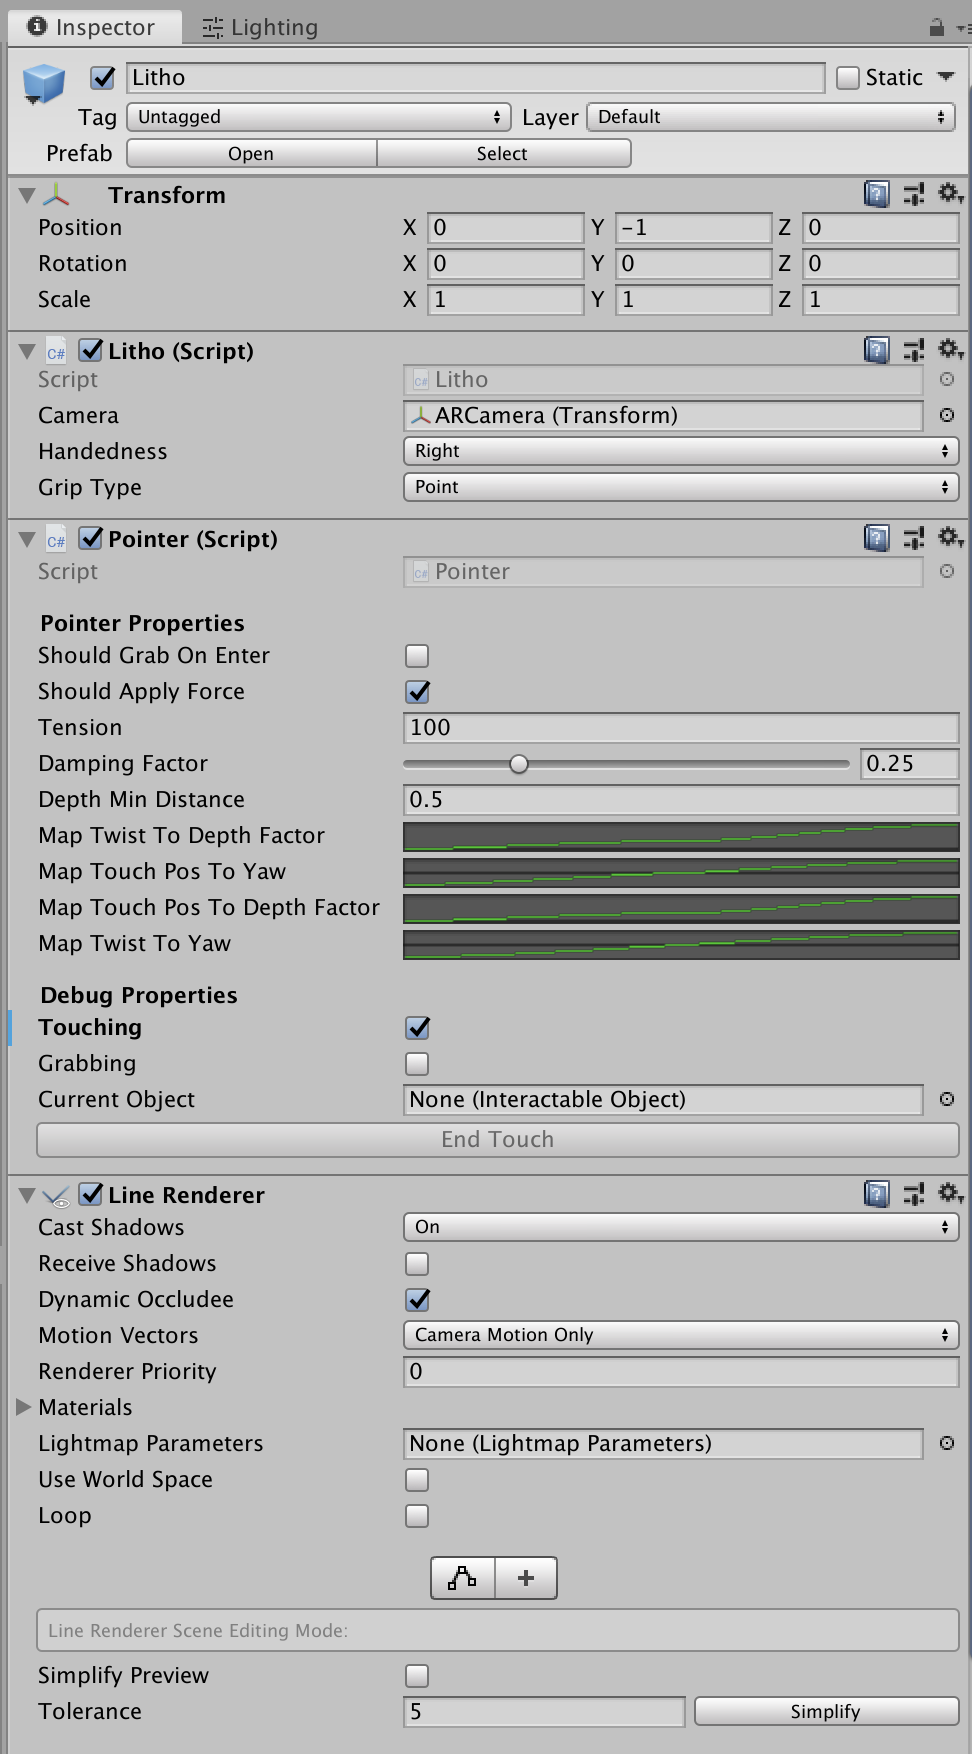 Inspector Lighting
Litho Static
Tag Untagged Layer Default
Prefab Open Select
Transform
Position X 0 Y -1 Z 0
Rotation X 0 Y 0 Z 0
Scale X 1 Y 1 Z 1
C# Litho (Script)
Script C# Litho
Camera ARCamera (Transform)
Handedness Right
Grip Type Point
C# Pointer (Script)
Script C# Pointer
Pointer Properties
Should Grab On Enter
Should Apply Force
Tension 100
Damping Factor 0.25
Depth Min Distance 0.5
Map Twist To Depth Factor
Map Touch Pos To Yaw
Map Touch Pos To Depth Factor
Map Twist To Yaw
Debug Properties
Touching
Grabbing
Current Object None (Interactable Object)
End Touch
Line Renderer
Cast Shadows On
Receive Shadows
Dynamic Occludee
Motion Vectors Camera Motion Only
Renderer Priority 0
Materials
Lightmap Parameters None (Lightmap Parameters)
Use World Space
Loop
+
Line Renderer Scene Editing Mode:
Simplify Preview
Tolerance 5 Simplify